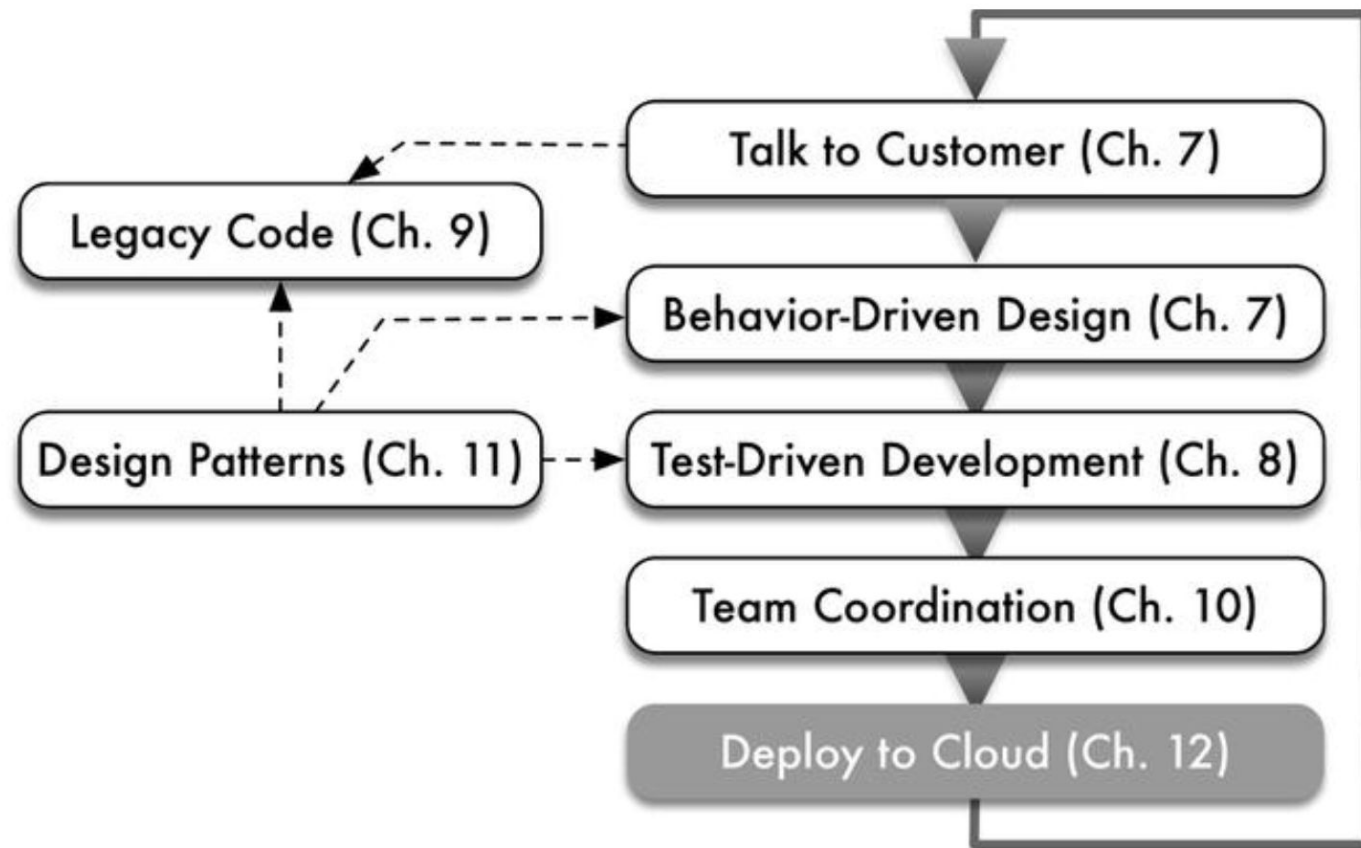 Talk to Customer (Ch. 7)
Legacy Code (Ch. 9)
Behavior-Driven Design (Ch. 7)
Design Patterns (Ch. 11)
Test-Driven Development (Ch. 8)
Team Coordination (Ch. 10)
Deploy to Cloud (Ch. 12)